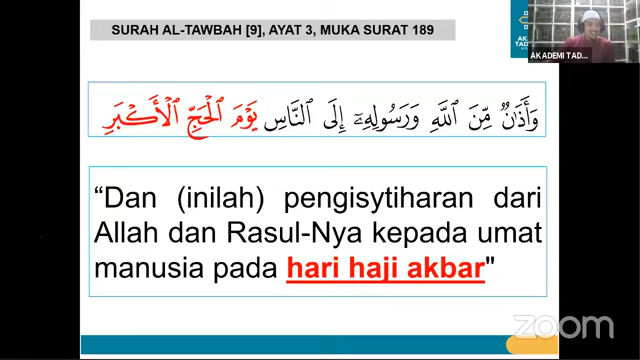 SURAH AL-TAWBAH [9], AYAT 3, MUKA SURAT 189
AKADEMI TAD...
وَأَذَٰنٌ مِّنَ ٱللَّهِ وَرَسُولِهِۦٓ إِلَى ٱلنَّاسِ يَوْمَ ٱلْحَجِّ ٱلْأَكْبَرِ
“Dan (inilah) pengisytiharan dari
Allah dan Rasul-Nya kepada umat
manusia pada hari haji akbar"
zoom